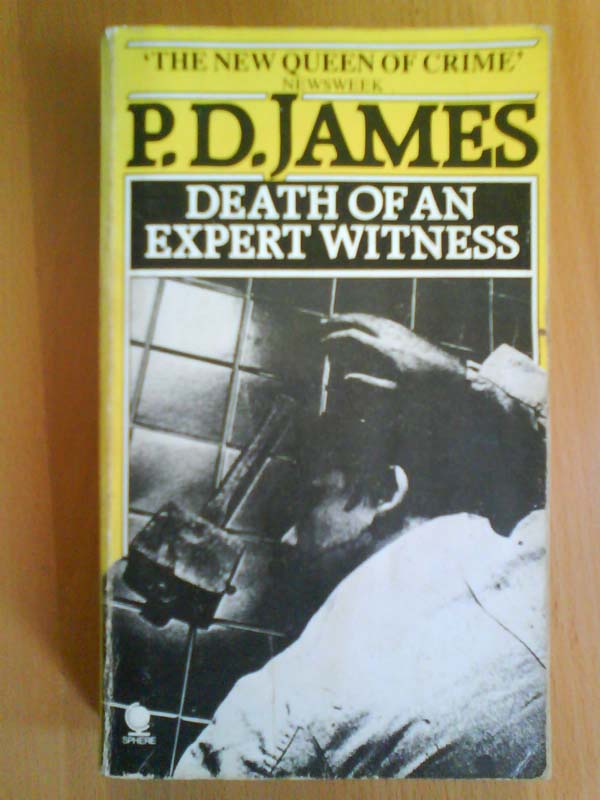 'THE NEW QUEEN OF CRIME'
NEWSWEEK
P. D. JAMES
DEATH OF AN
EXPERT WITNESS
SPHERE